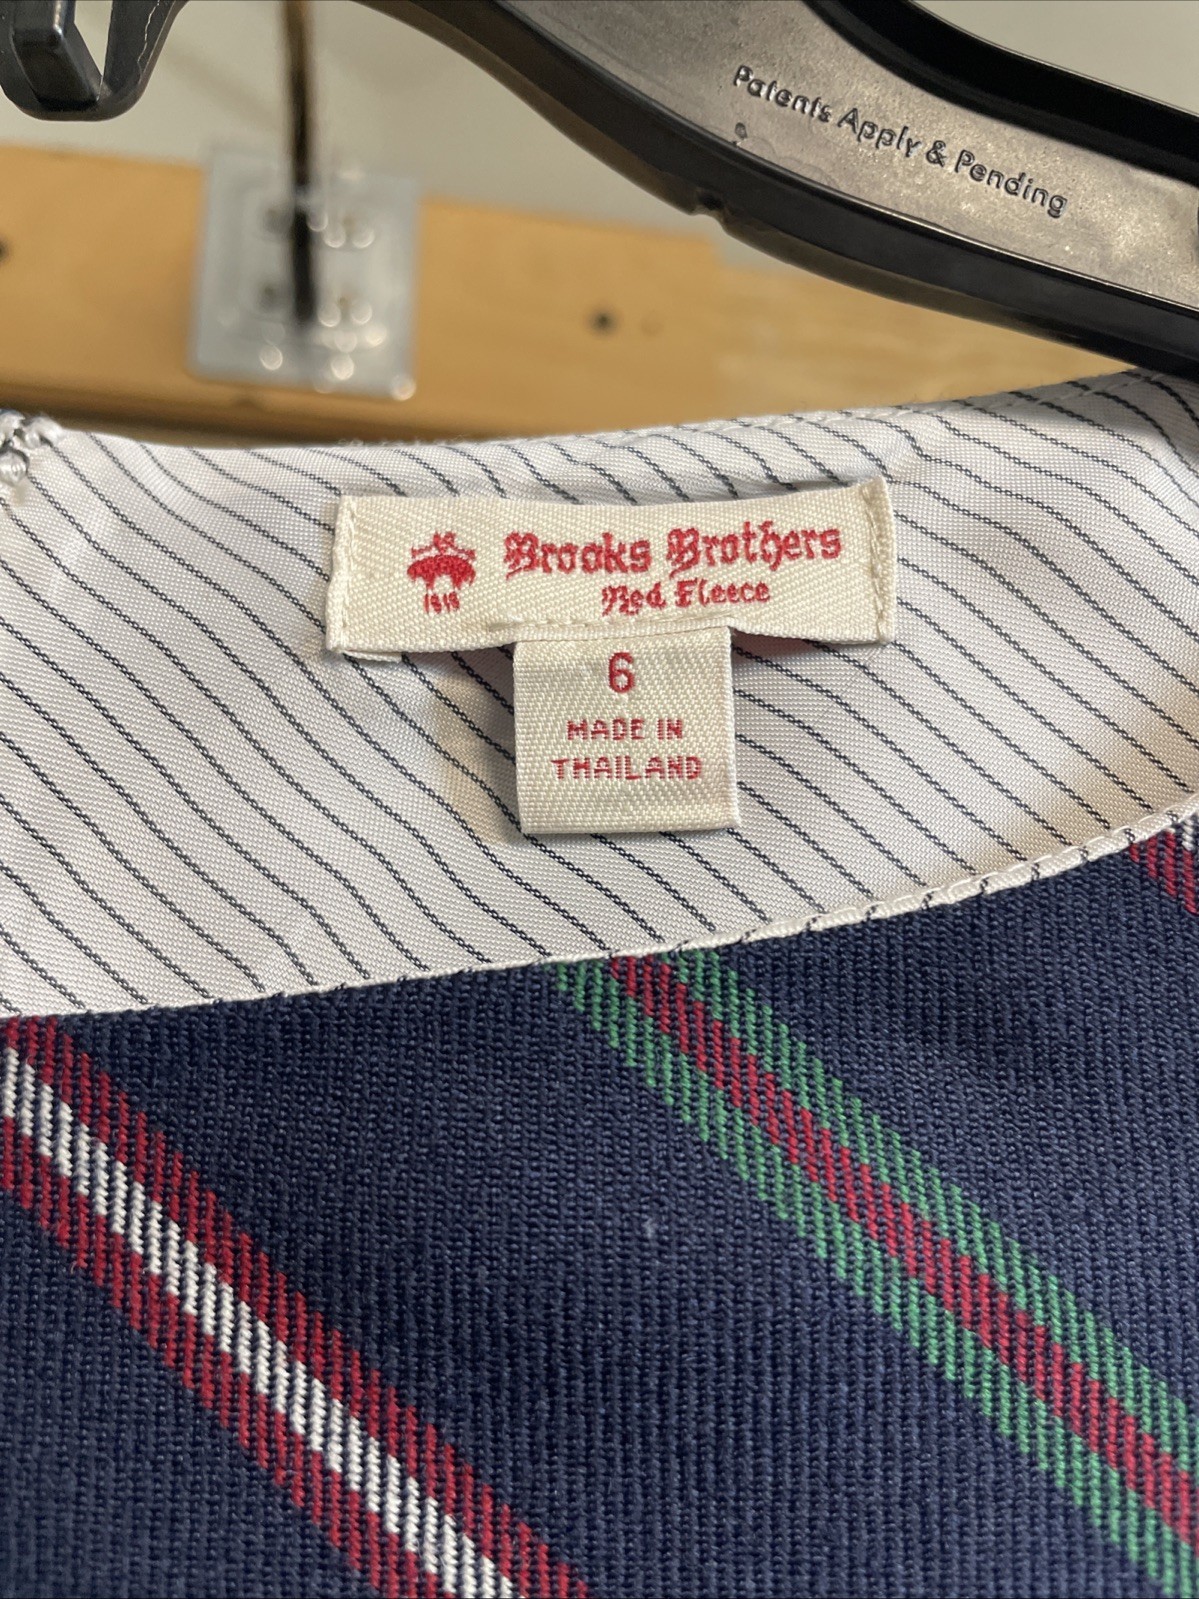 Patents Apply & Pending
Brooks Brothers
1818
Red Fleece
6
MADE IN
THAILAND